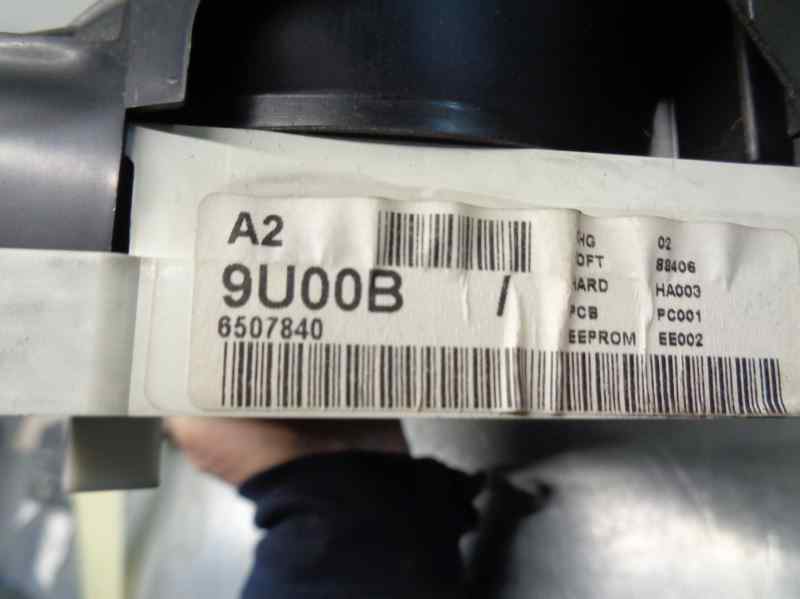 A2
9U00B /
6507840
HG 02
OFT 88406
HARD HA003
PCB PC001
EEPROM EE002